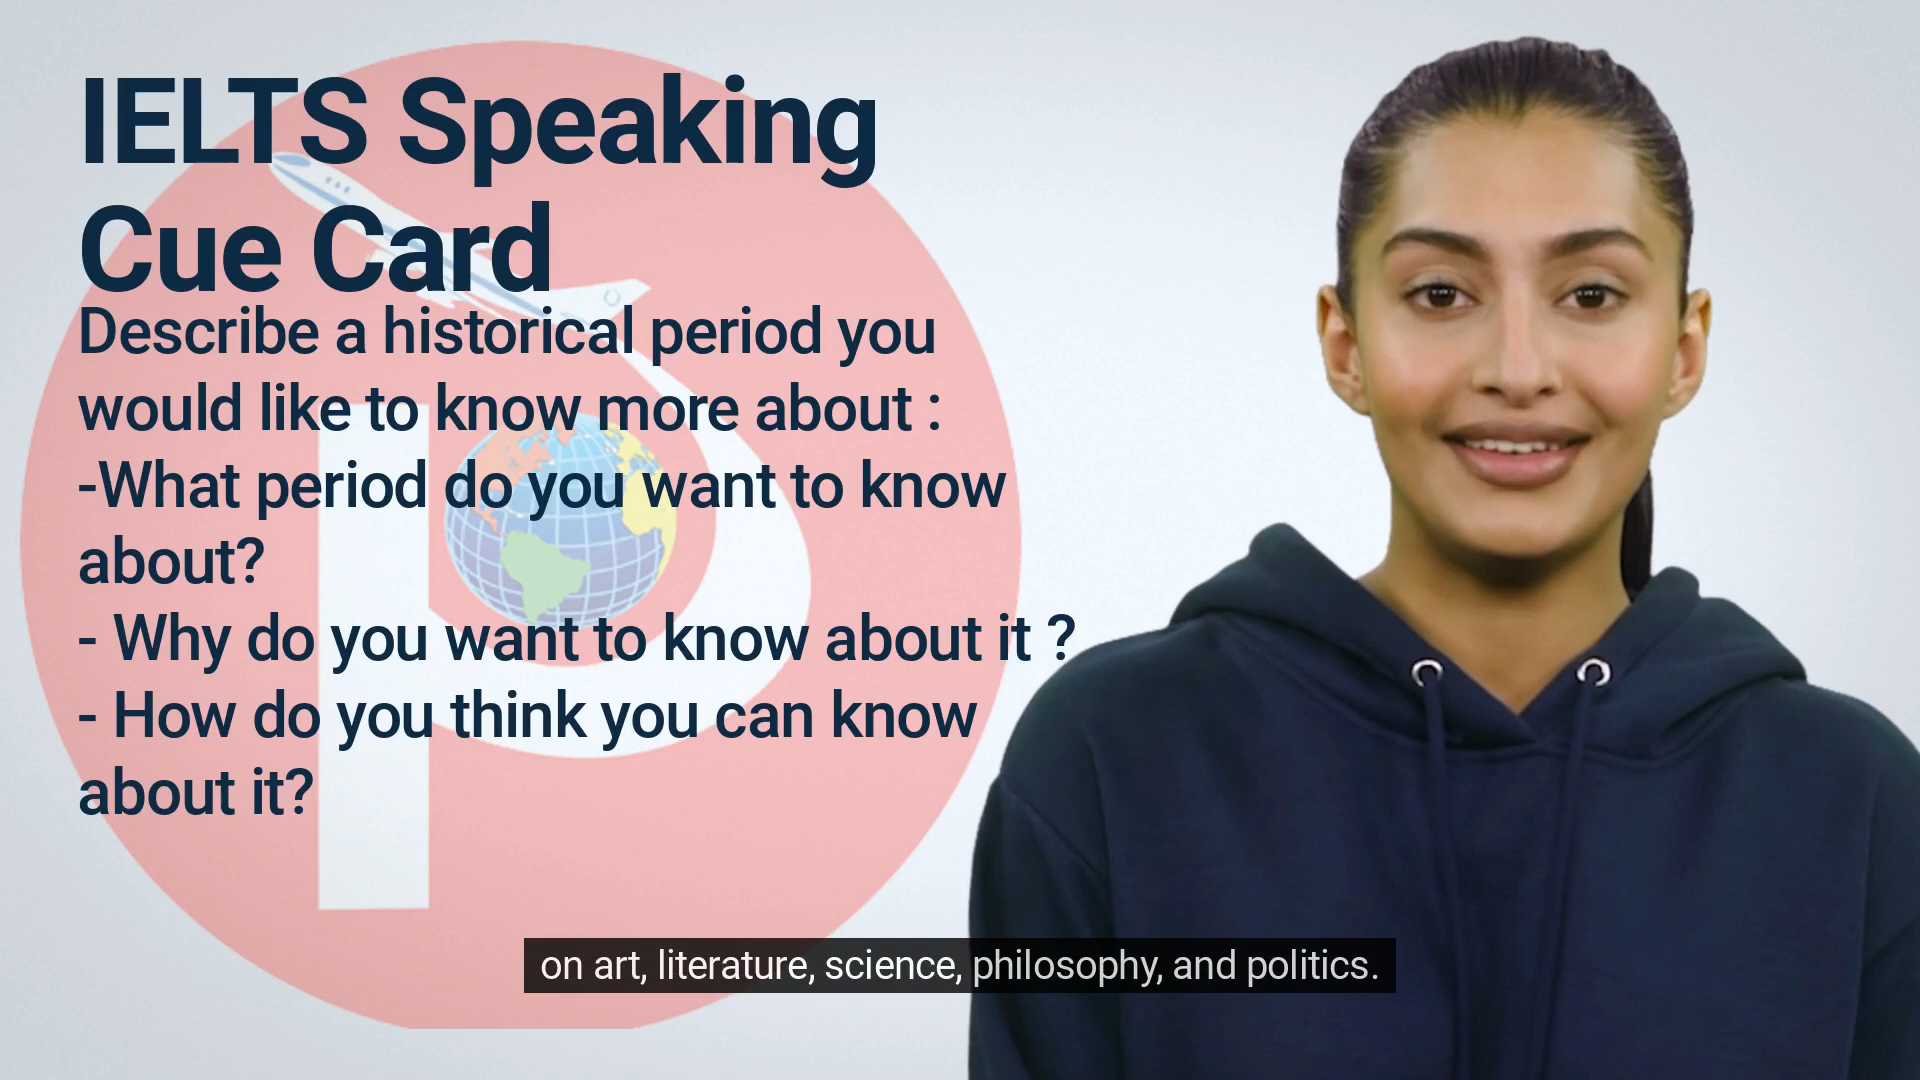 IELTS Speaking
Cue Card
Describe a historical period you
would like to know more about :
-What period do you want to know
about?
- Why do you want to know about it ?
- How do you think you can know
about it?
on art, literature, science, philosophy, and politics.